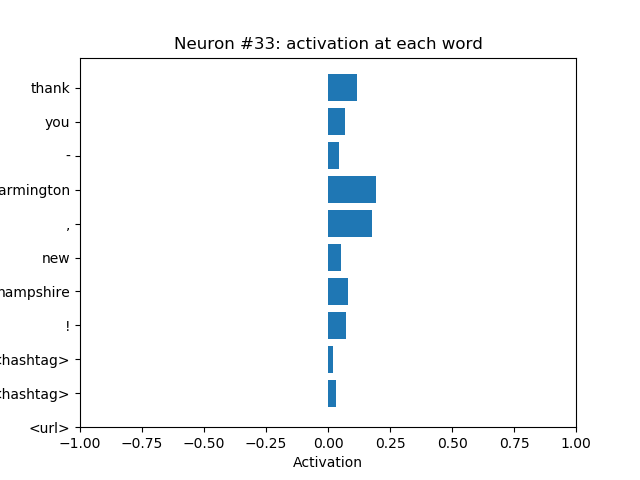 Neuron #33: activation at each word
thank
you
-
armington
,
new
hampshire
!
hashtag>
hashtag>
<url>
−1.00 −0.75 −0.50 −0.25 0.00 0.25 0.50 0.75 1.00
Activation